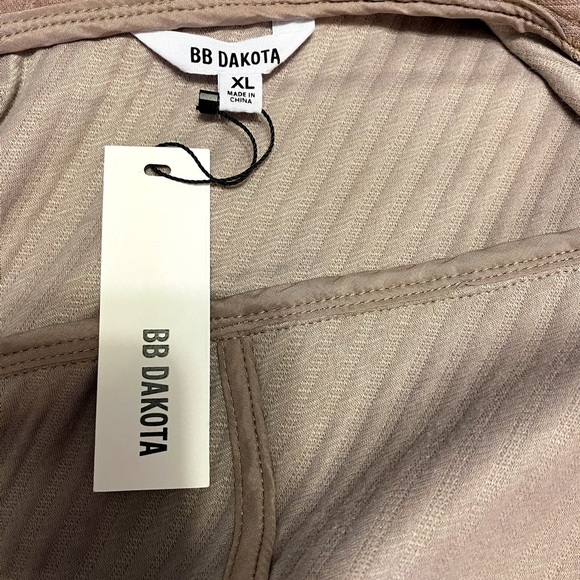 BB DAKOTA
XL
MADE IN
CHINA
BB DAKOTA